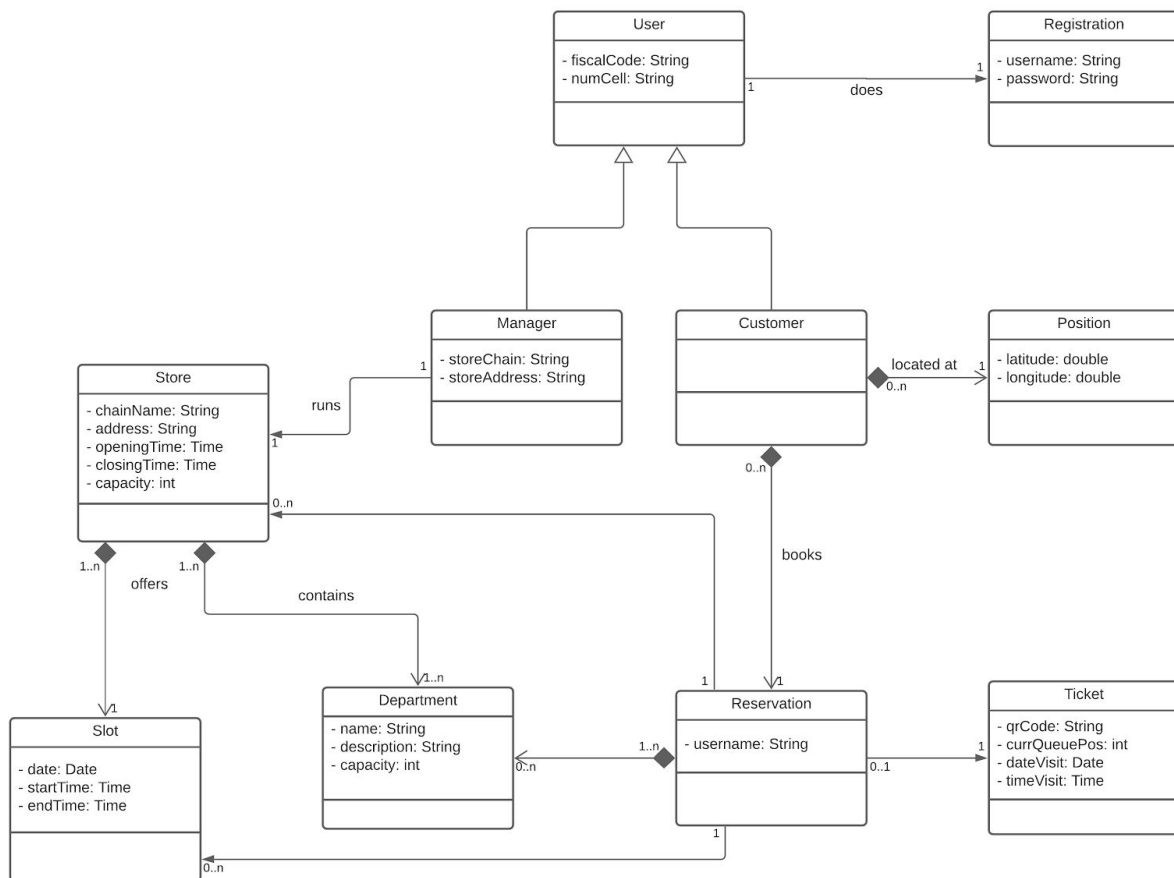 User
- fiscalCode: String
- numCell: String
1
does
1
Registration
- username: String
- password: String
Manager
- storeChain: String
- storeAddress: String
1
runs
1
Customer
0..n
located at
1
Position
- latitude: double
- longitude: double
Store
- chainName: String
- address: String
- openingTime: Time
- closingTime: Time
- capacity: int
0..n
1
0..n
books
1
1..n
offers
1
1..n
contains
1..n
Slot
- date: Date
- startTime: Time
- endTime: Time
0..n
1
Department
- name: String
- description: String
- capacity: int
0..n
1..n
Reservation
- username: String
0..1
1
Ticket
- qrCode: String
- currQueuePos: int
- dateVisit: Date
- timeVisit: Time